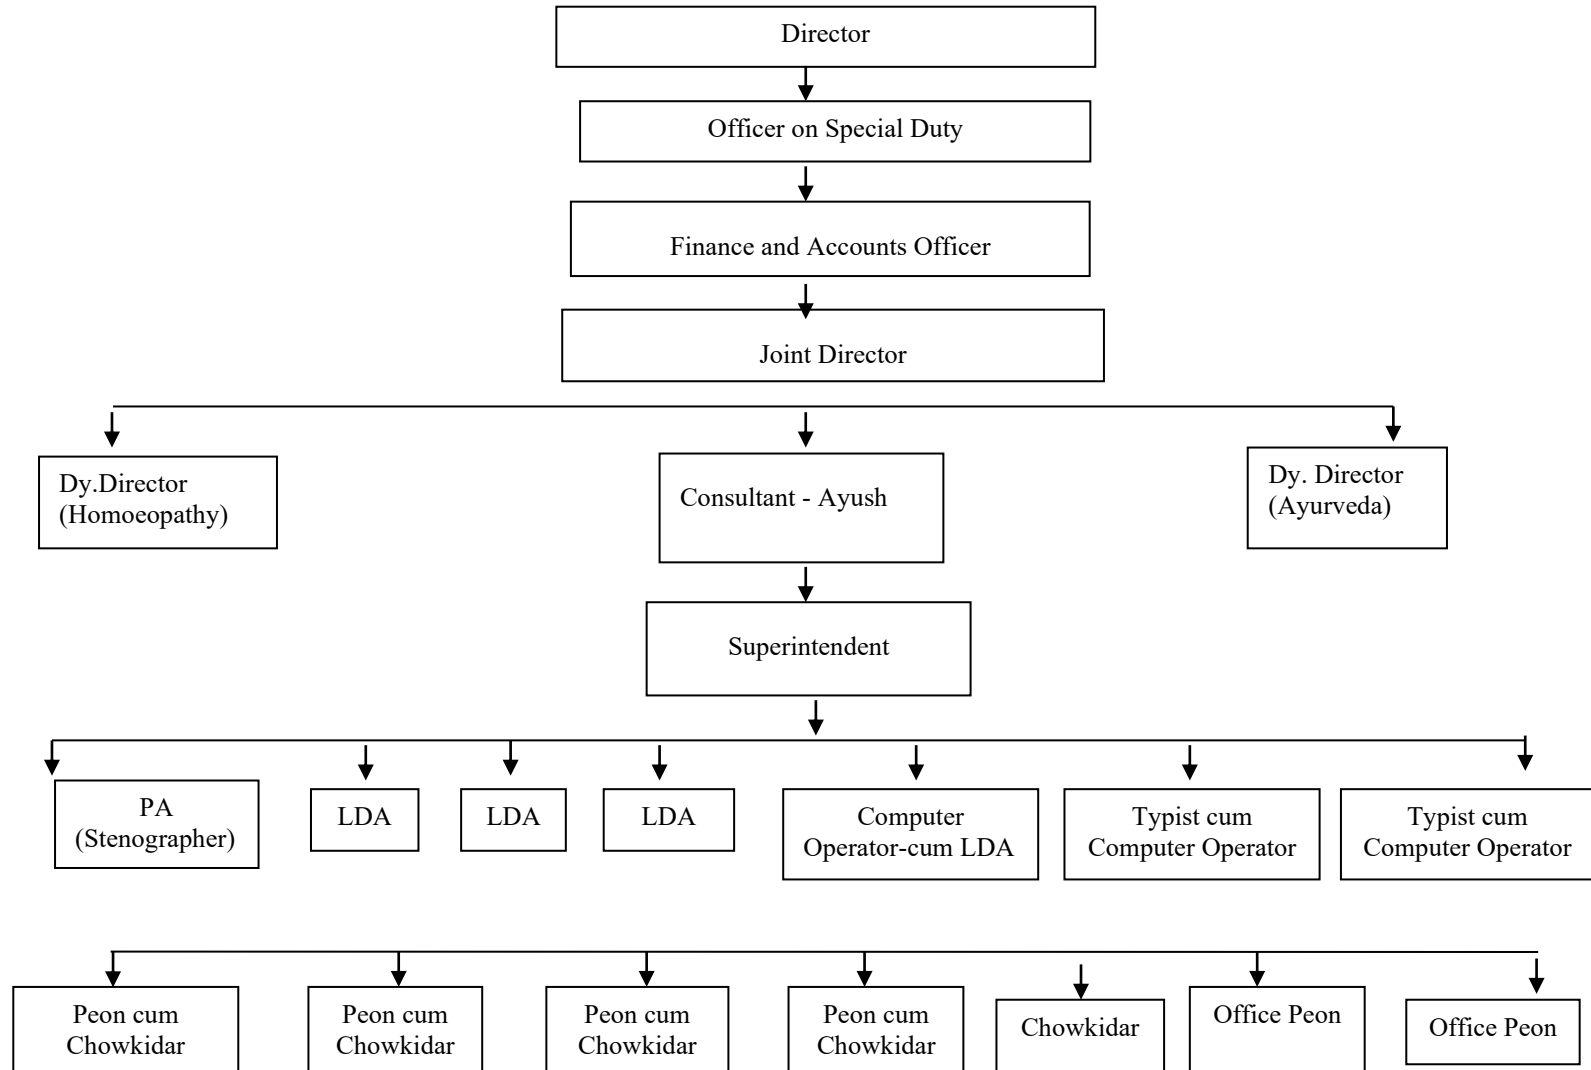 Director
Officer on Special Duty
Finance and Accounts Officer
Joint Director
Dy.Director
(Homoeopathy)
Consultant - Ayush
Dy. Director
(Ayurveda)
Superintendent
PA
(Stenographer)
LDA
LDA
LDA
Computer
Operator-cum LDA
Typist cum
Computer Operator
Typist cum
Computer Operator
Peon cum
Chowkidar
Peon cum
Chowkidar
Peon cum
Chowkidar
Peon cum
Chowkidar
Chowkidar
Office Peon
Office Peon